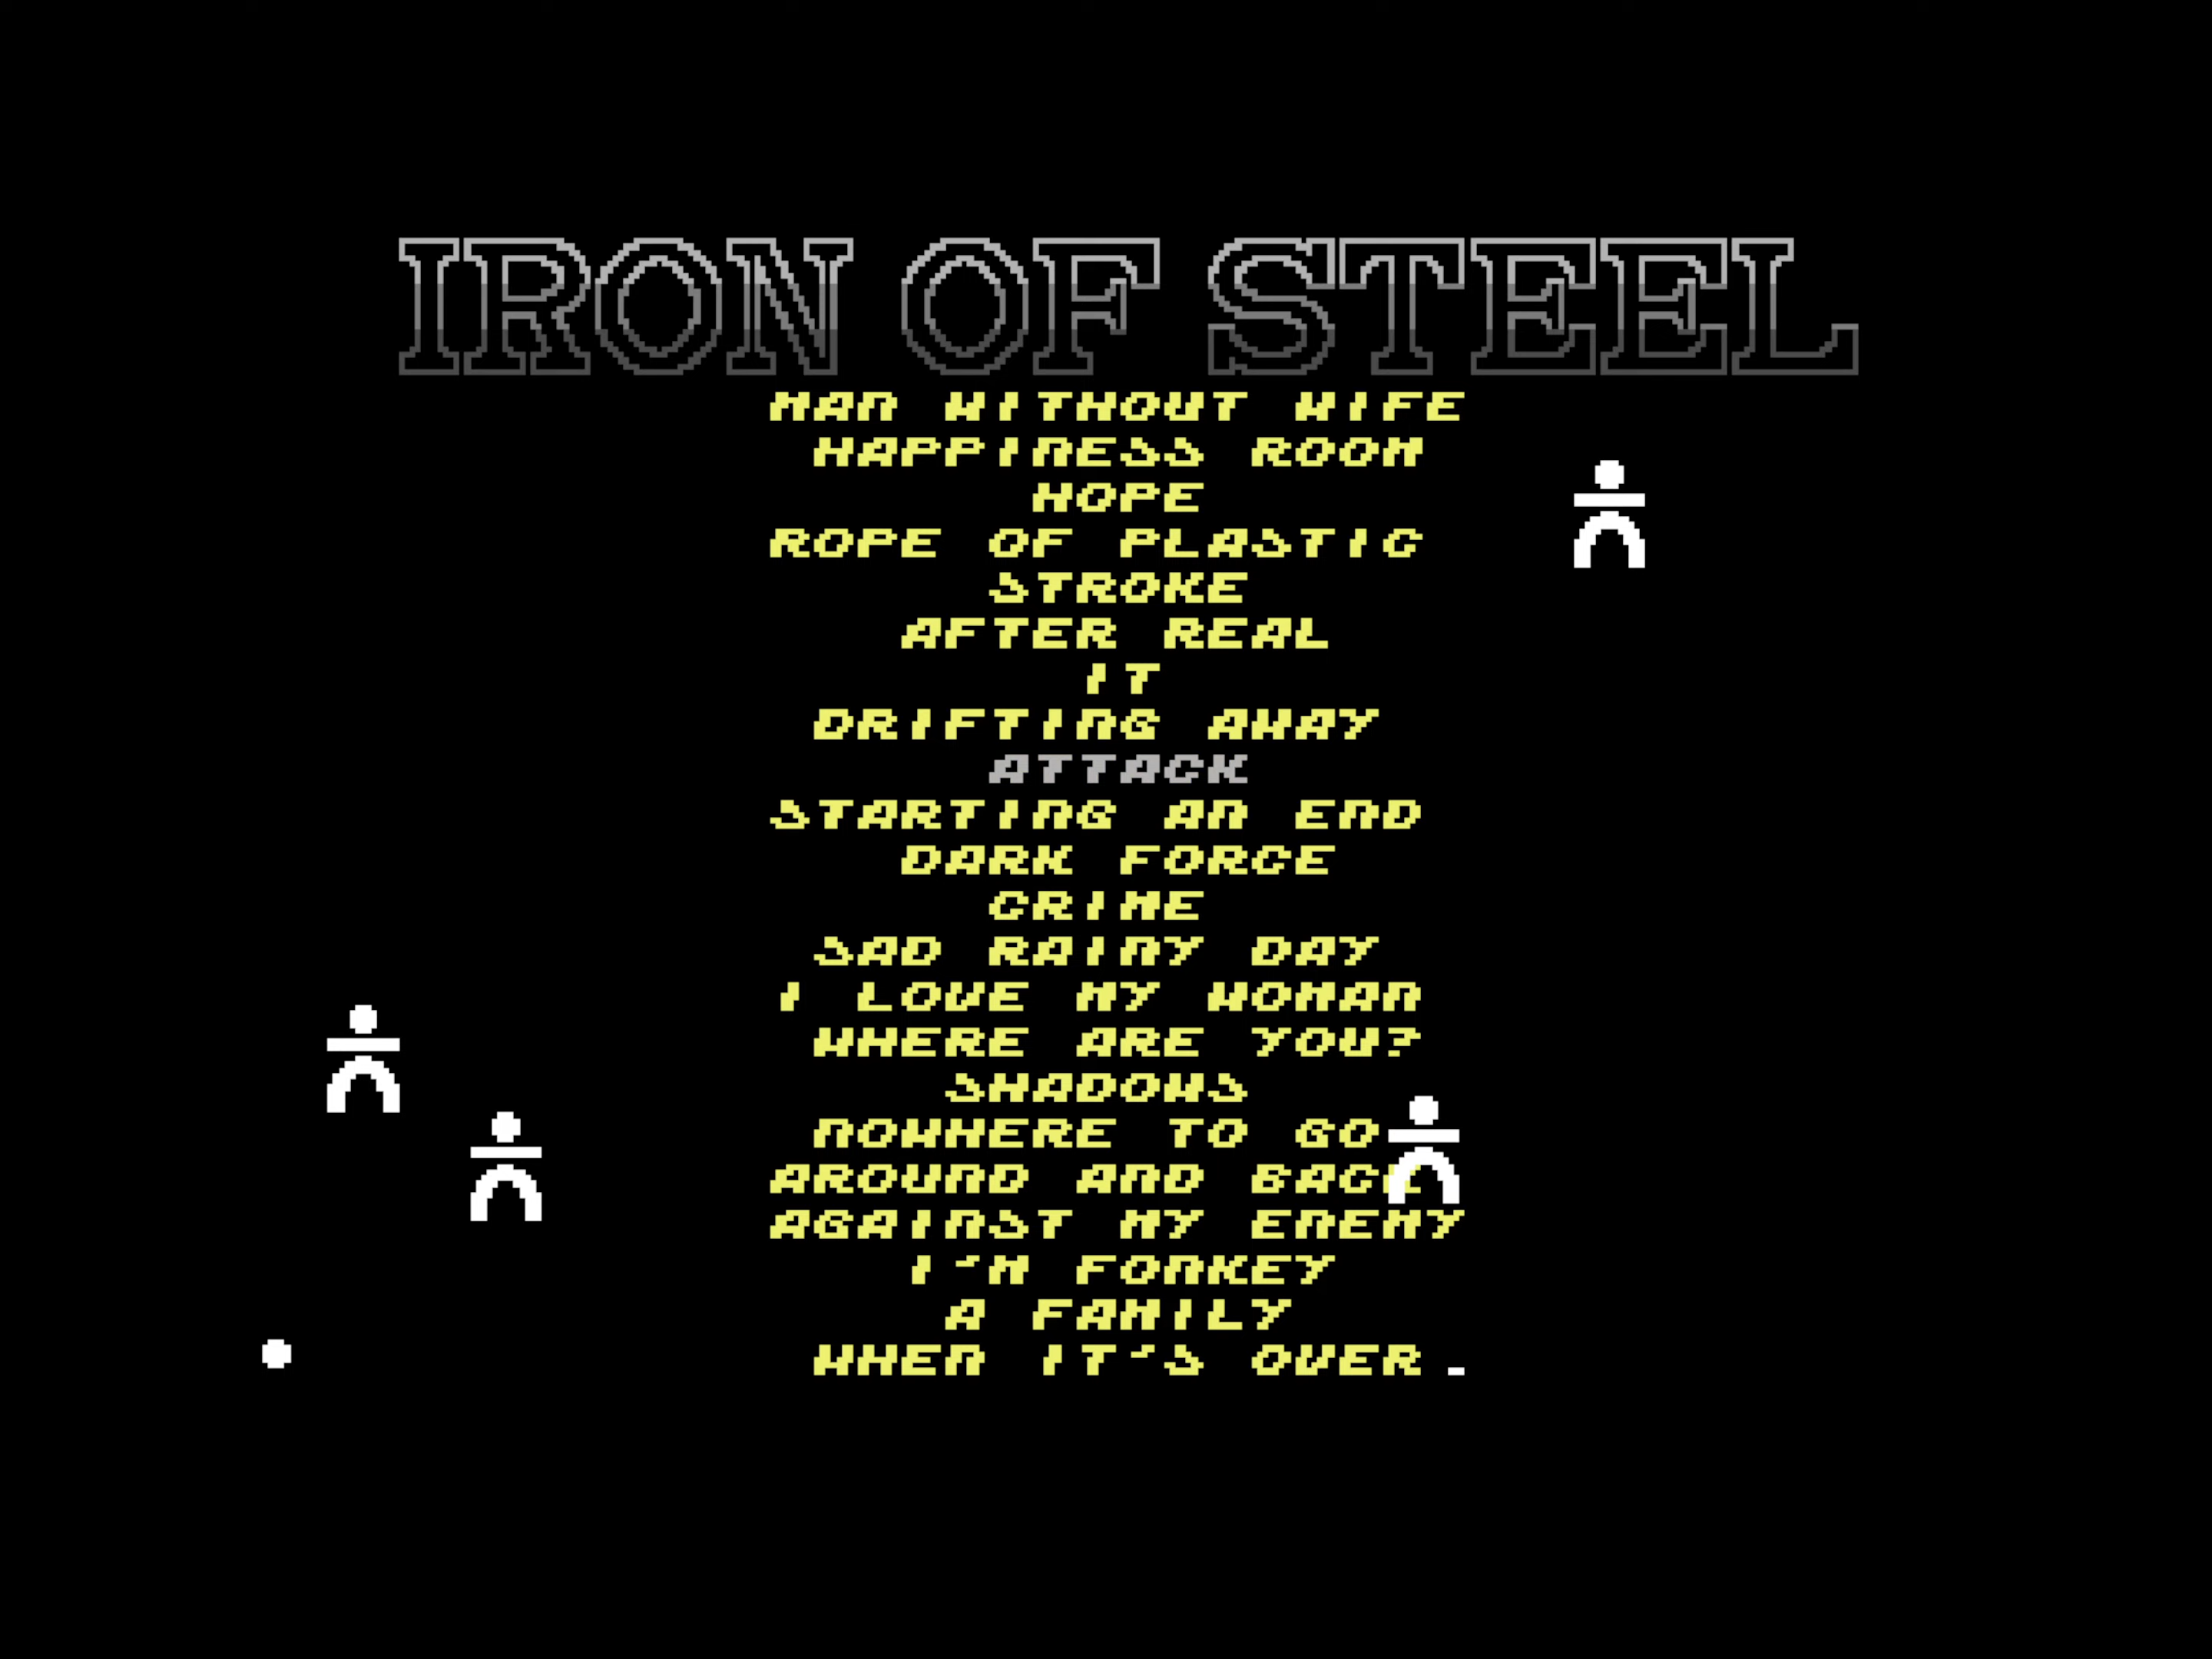 IRON OF STEEL
MAN WITHOUT WIFE
HAPPINESS ROOM
HOPE
ROPE OF PLASTIC
STROKE
AFTER REAL
IT
DRIFTING AWAY
ATTACK
STARTING AN END
DARK FORCE
CRIME
SAD RAINY DAY
I LOVE MY WOMAN
WHERE ARE YOU?
SHADOWS
NOWHERE TO GO
AROUND AND BACK
AGAINST MY ENEMY
I'M FONKEY
A FAMILY
WHEN IT'S OVER